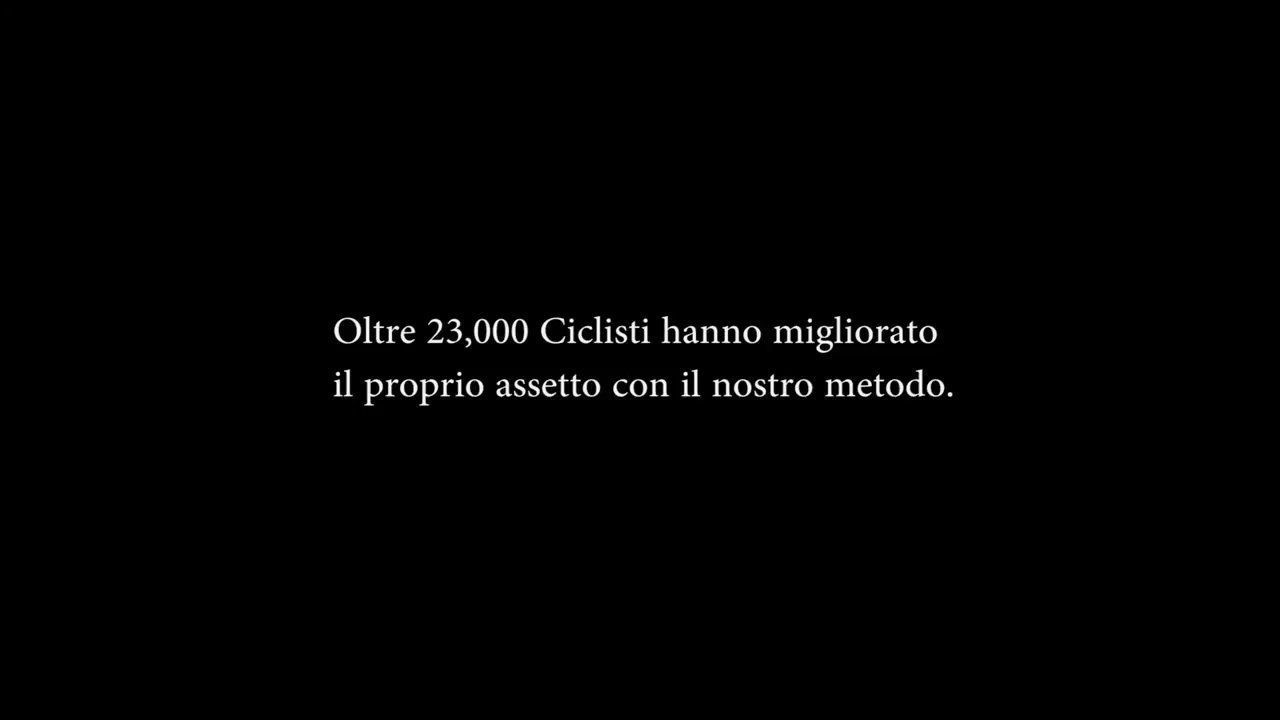 Oltre 23,000 Ciclisti hanno migliorato
il proprio assetto con il nostro metodo.